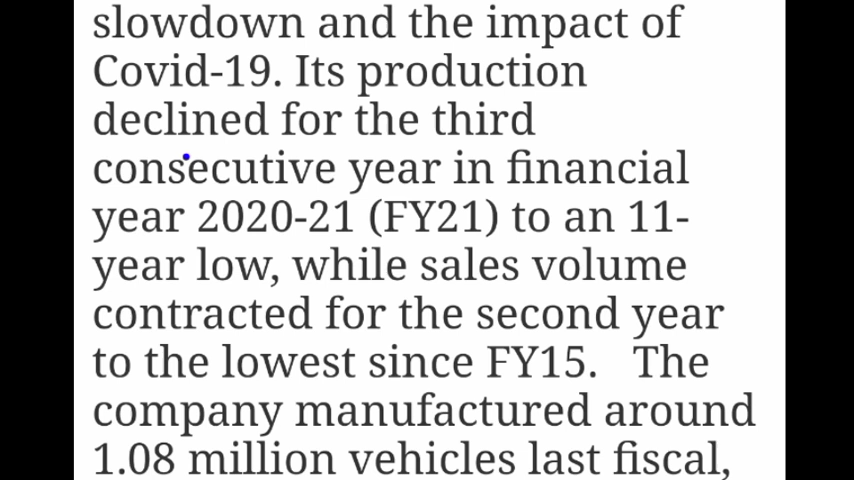 slowdown and the impact of
Covid-19. Its production
declined for the third
consecutive year in financial
year 2020-21 (FY21) to an 11-
year low, while sales volume
contracted for the second year
to the lowest since FY15. The
company manufactured around
1.08 million vehicles last fiscal,